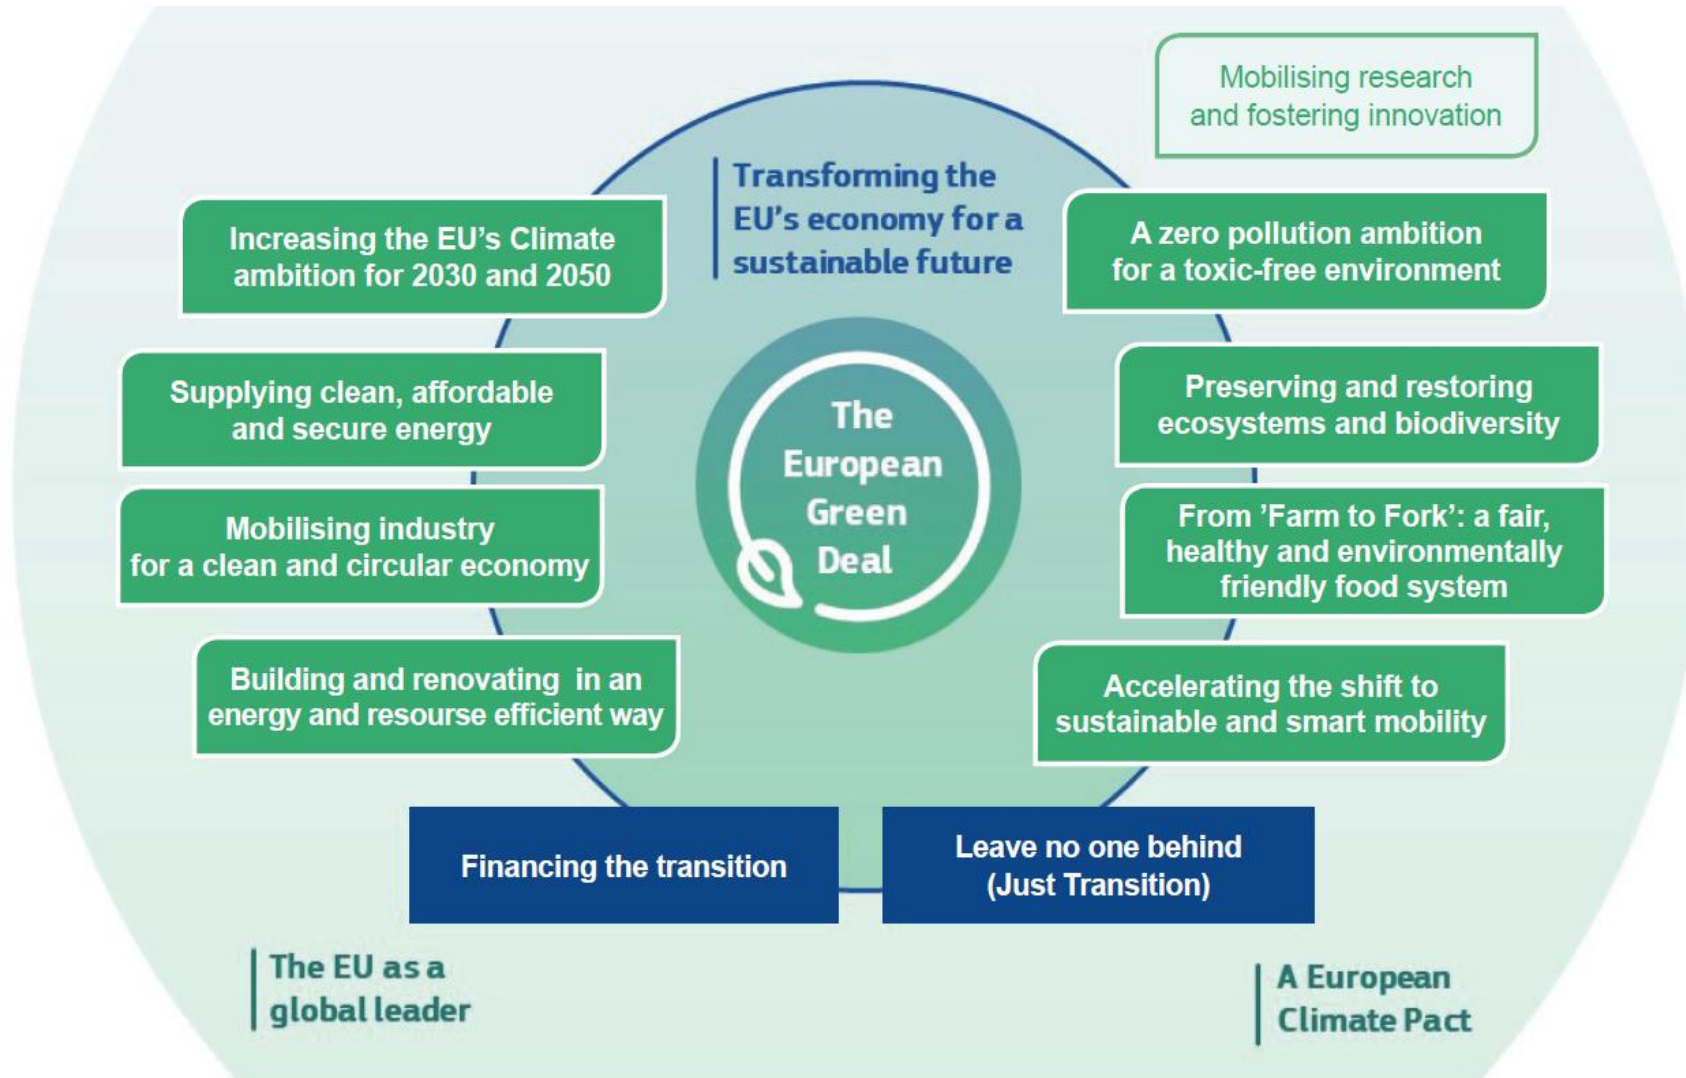 Mobilising research
and fostering innovation
Transforming the
EU's economy for a
sustainable future
Increasing the EU's Climate
ambition for 2030 and 2050
A zero pollution ambition
for a toxic-free environment
Supplying clean, affordable
and secure energy
Preserving and restoring
ecosystems and biodiversity
The
European
Green
Deal
Mobilising industry
for a clean and circular economy
From ’Farm to Fork’: a fair,
healthy and environmentally
friendly food system
Building and renovating  in an
energy and resourse efficient way
Accelerating the shift to
sustainable and smart mobility
Financing the transition
Leave no one behind
(Just Transition)
The EU as a
global leader
A European
Climate Pact